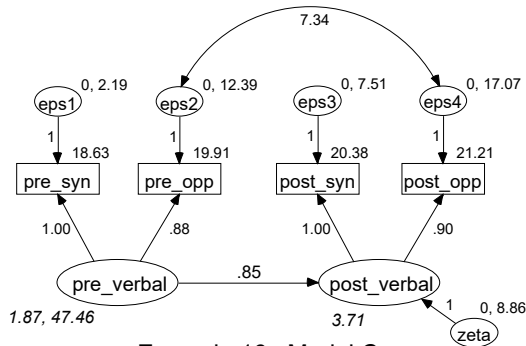 7.34
0, 2.19
0, 12.39
0, 7.51
0, 17.07
eps1
eps2
eps3
eps4
1
1
1
1
18.63
19.91
20.38
21.21
pre_syn
pre_opp
post_syn
post_opp
1.00
.88
1.00
.90
.85
pre_verbal
post_verbal
1.87, 47.46
3.71
1
0, 8.86
zeta